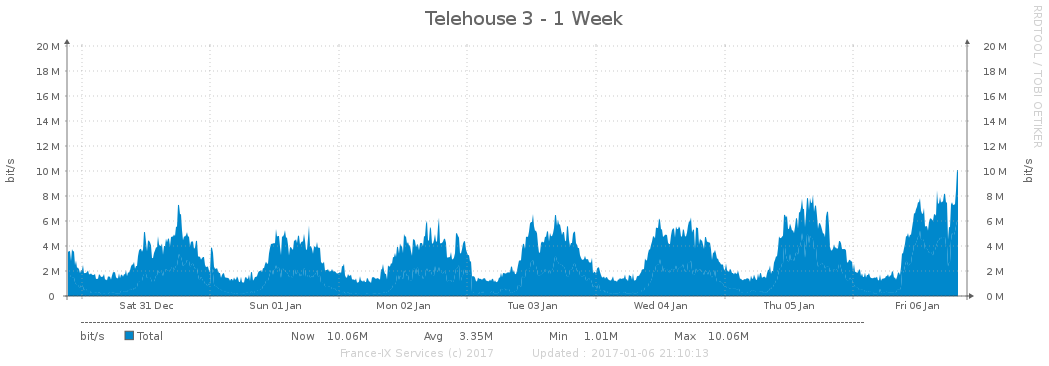 Telehouse 3 - 1 Week
RRDTOOL / TOBI OETIKER
20 M 20 M
18 M 18 M
16 M 16 M
14 M 14 M
12 M 12 M
10 M 10 M
8 M 8 M
6 M 6 M
4 M 4 M
2 M 2 M
0 0 M
bit/s bit/s
Sat 31 Dec Sun 01 Jan Mon 02 Jan Tue 03 Jan Wed 04 Jan Thu 05 Jan Fri 06 Jan
bit/s Total Now 10.06M Avg 3.35M Min 1.01M Max 10.06M
France-IX Services (c) 2017 Updated : 2017-01-06 21:10:13